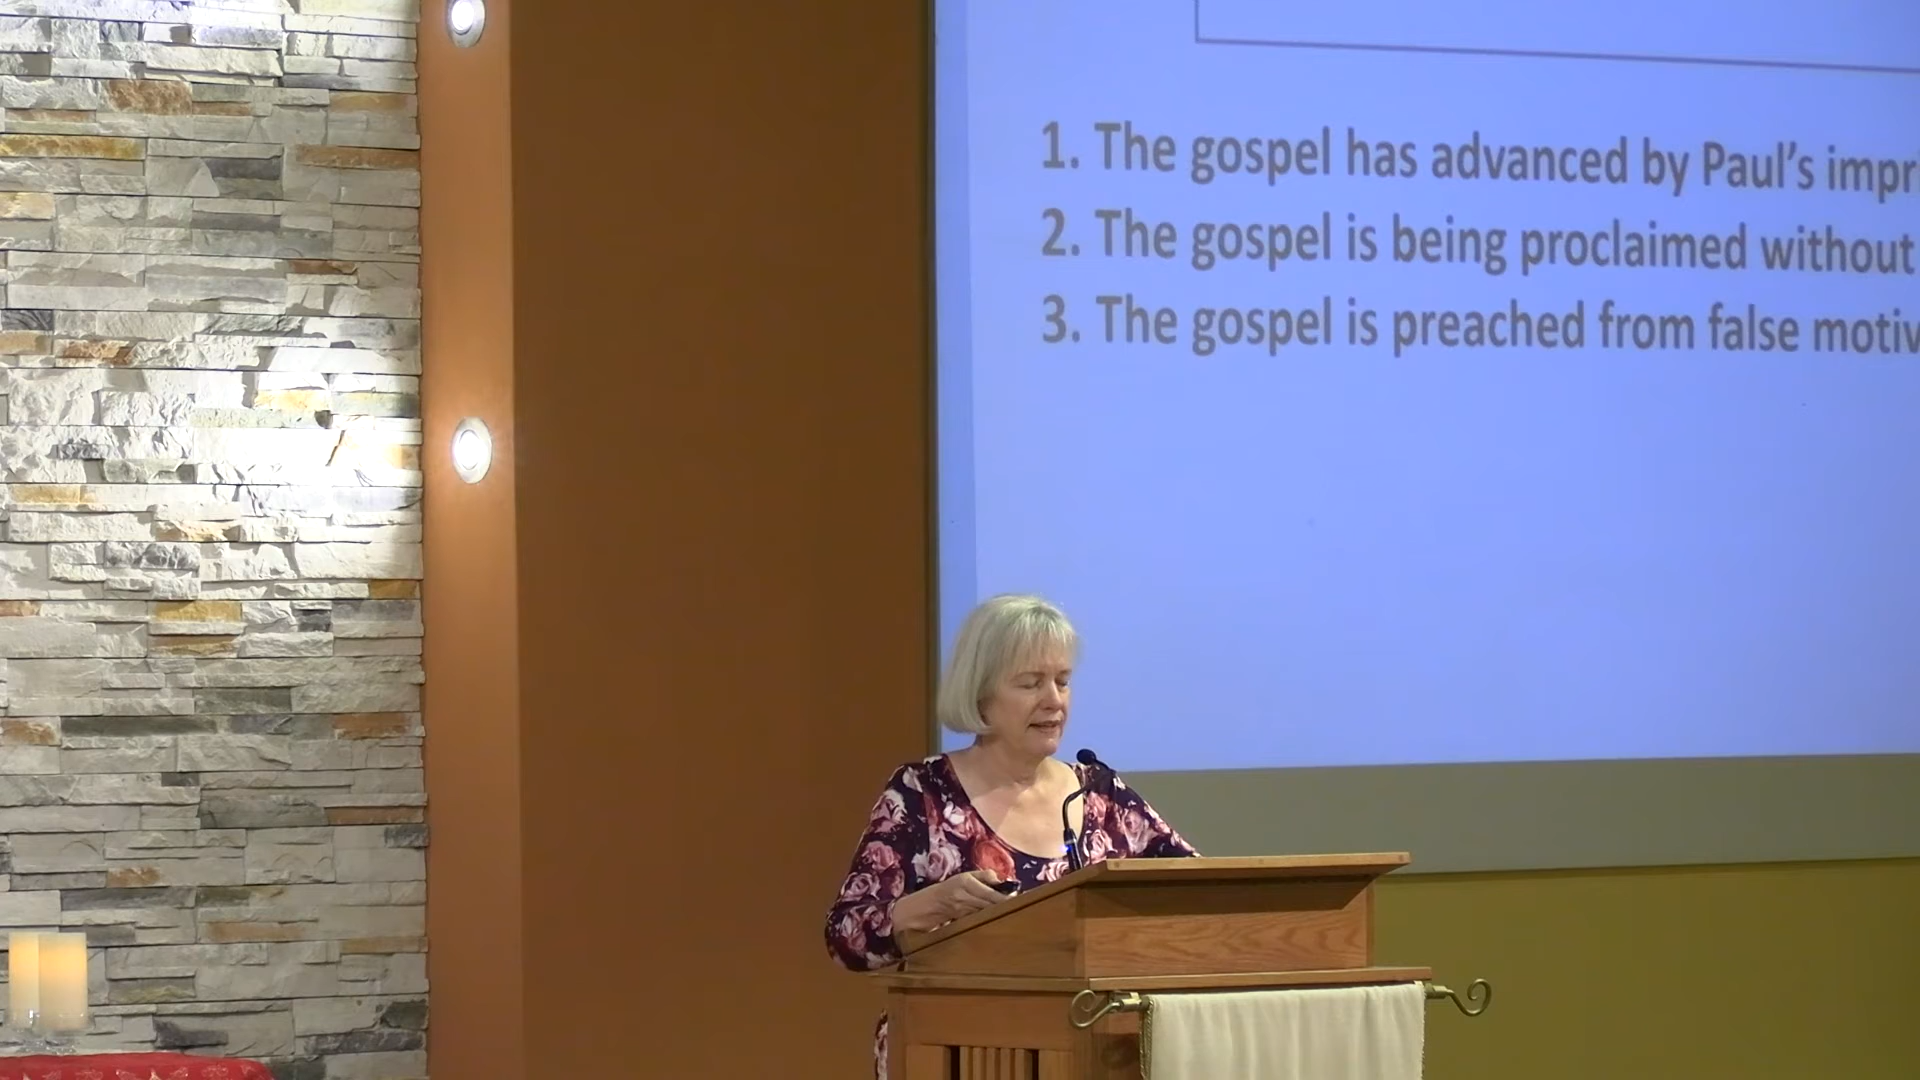 1. The gospel has advanced by Paul's
2. The gospel is being proclaimed without
3. The gospel is preached from false